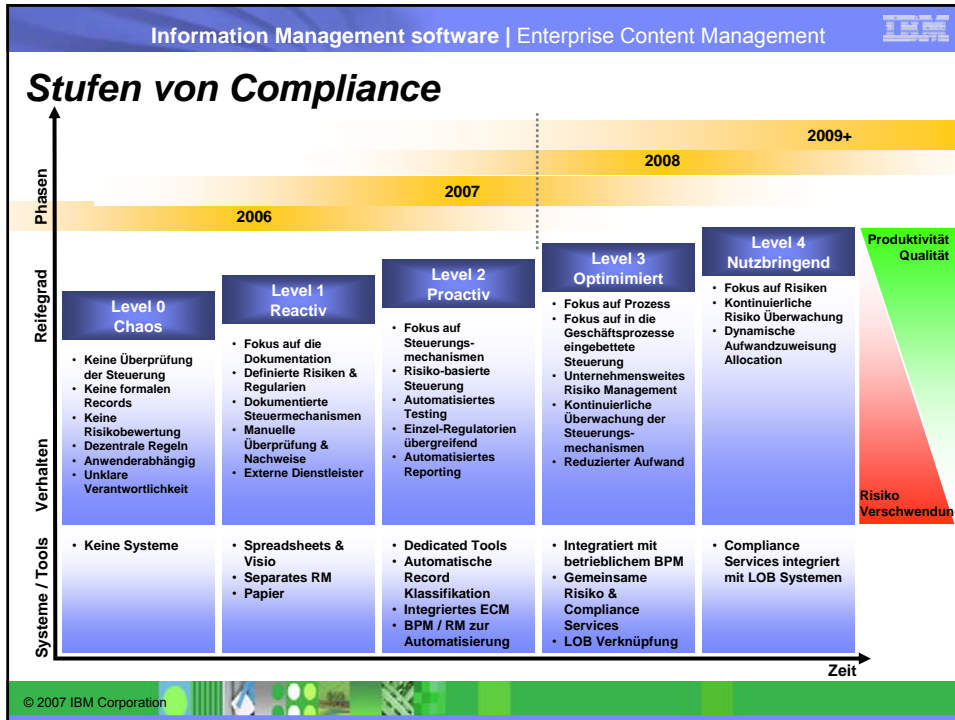 Information Management software | Enterprise Content Management
IBM
Stufen von Compliance
Phasen
2009+
2008
2007
2006
Reifegrad
Verhalten
Level 0
Chaos
• Keine Überprüfung
der Steuerung
• Keine formalen
Records
• Keine
Risikobewertung
• Dezentrale Regeln
• Anwenderabhängig
• Unklare
Verantwortlichkeit
Level 1
Reactiv
• Fokus auf die
Dokumentation
• Definierte Risiken &
Regularien
• Dokumentierte
Steuermechanismen
• Manuelle
Überprüfung &
Nachweise
• Externe Dienstleister
Level 2
Proactiv
• Fokus auf
Steuerungs-
mechanismen
• Risiko-basierte
Steuerung
• Automatisiertes
Testing
• Einzel-Regulatorien
übergreifend
• Automatisiertes
Reporting
Level 3
Optimimiert
• Fokus auf Prozess
• Fokus auf in die
Geschäftsprozesse
eingebettete
Steuerung
• Unternehmensweites
Risiko Management
• Kontinuierliche
Überwachung der
Steuerungs-
mechanismen
• Reduzierter Aufwand
Level 4
Nutzbringend
• Fokus auf Risiken
• Kontinuierliche
Risiko Überwachung
• Dynamische
Aufwandzuweisung
Allocation
Produktivität
Qualität
Risiko
Verschwendung
Systeme / Tools
• Keine Systeme
• Spreadsheets &
Visio
• Separates RM
• Papier
• Dedicated Tools
• Automatische
Record
Klassifikation
• Integriertes ECM
• BPM / RM zur
Automatisierung
• Integratiert mit
betrieblichem BPM
• Gemeinsame
Risiko &
Compliance
Services
• LOB Verknüpfung
• Compliance
Services integriert
mit LOB Systemen
Zeit
© 2007 IBM Corporation